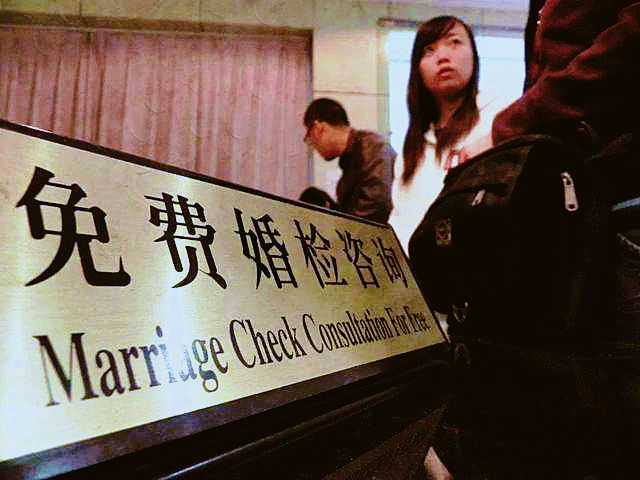 免费婚检咨询
Marriage Check Consultation For Free